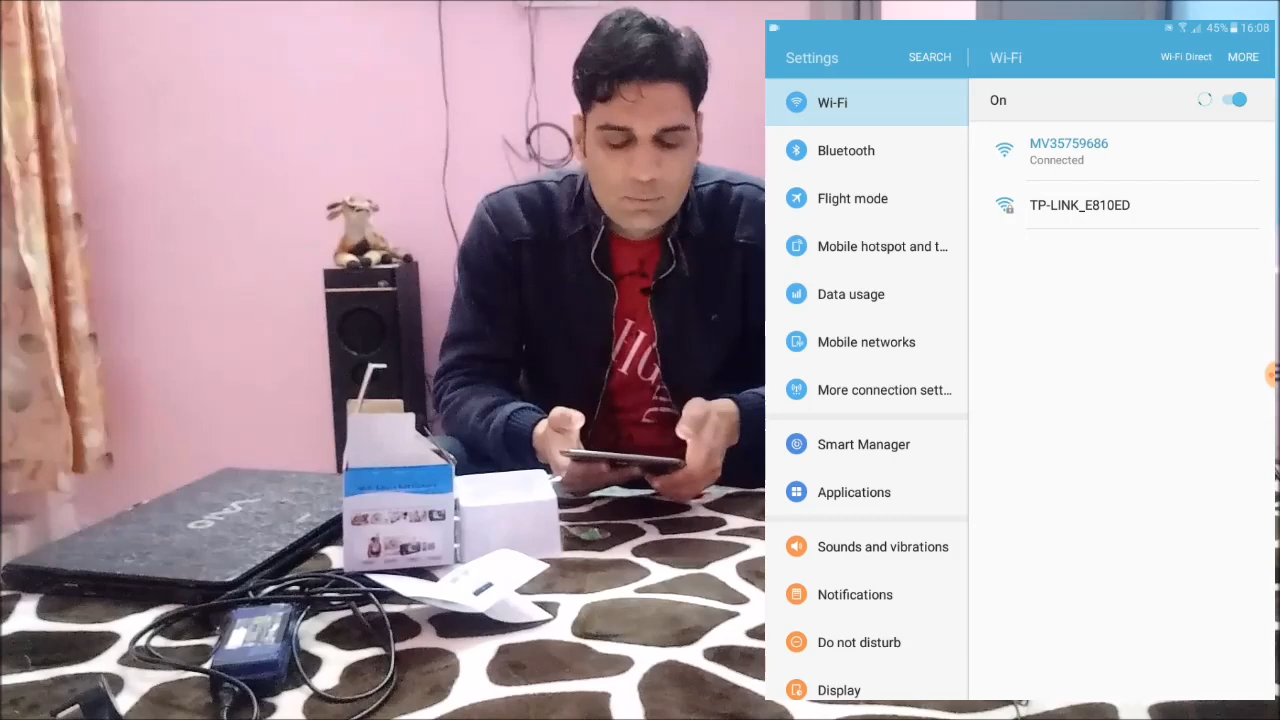 45% 16:08
Settings SEARCH Wi-Fi Wi-Fi Direct MORE
Wi-Fi
On
Bluetooth
MV35759686
Connected
Flight mode
TP-LINK_E810ED
Mobile hotspot and t...
Data usage
Mobile networks
More connection sett...
Smart Manager
Applications
Sounds and vibrations
Notifications
Do not disturb
Display
VAIO